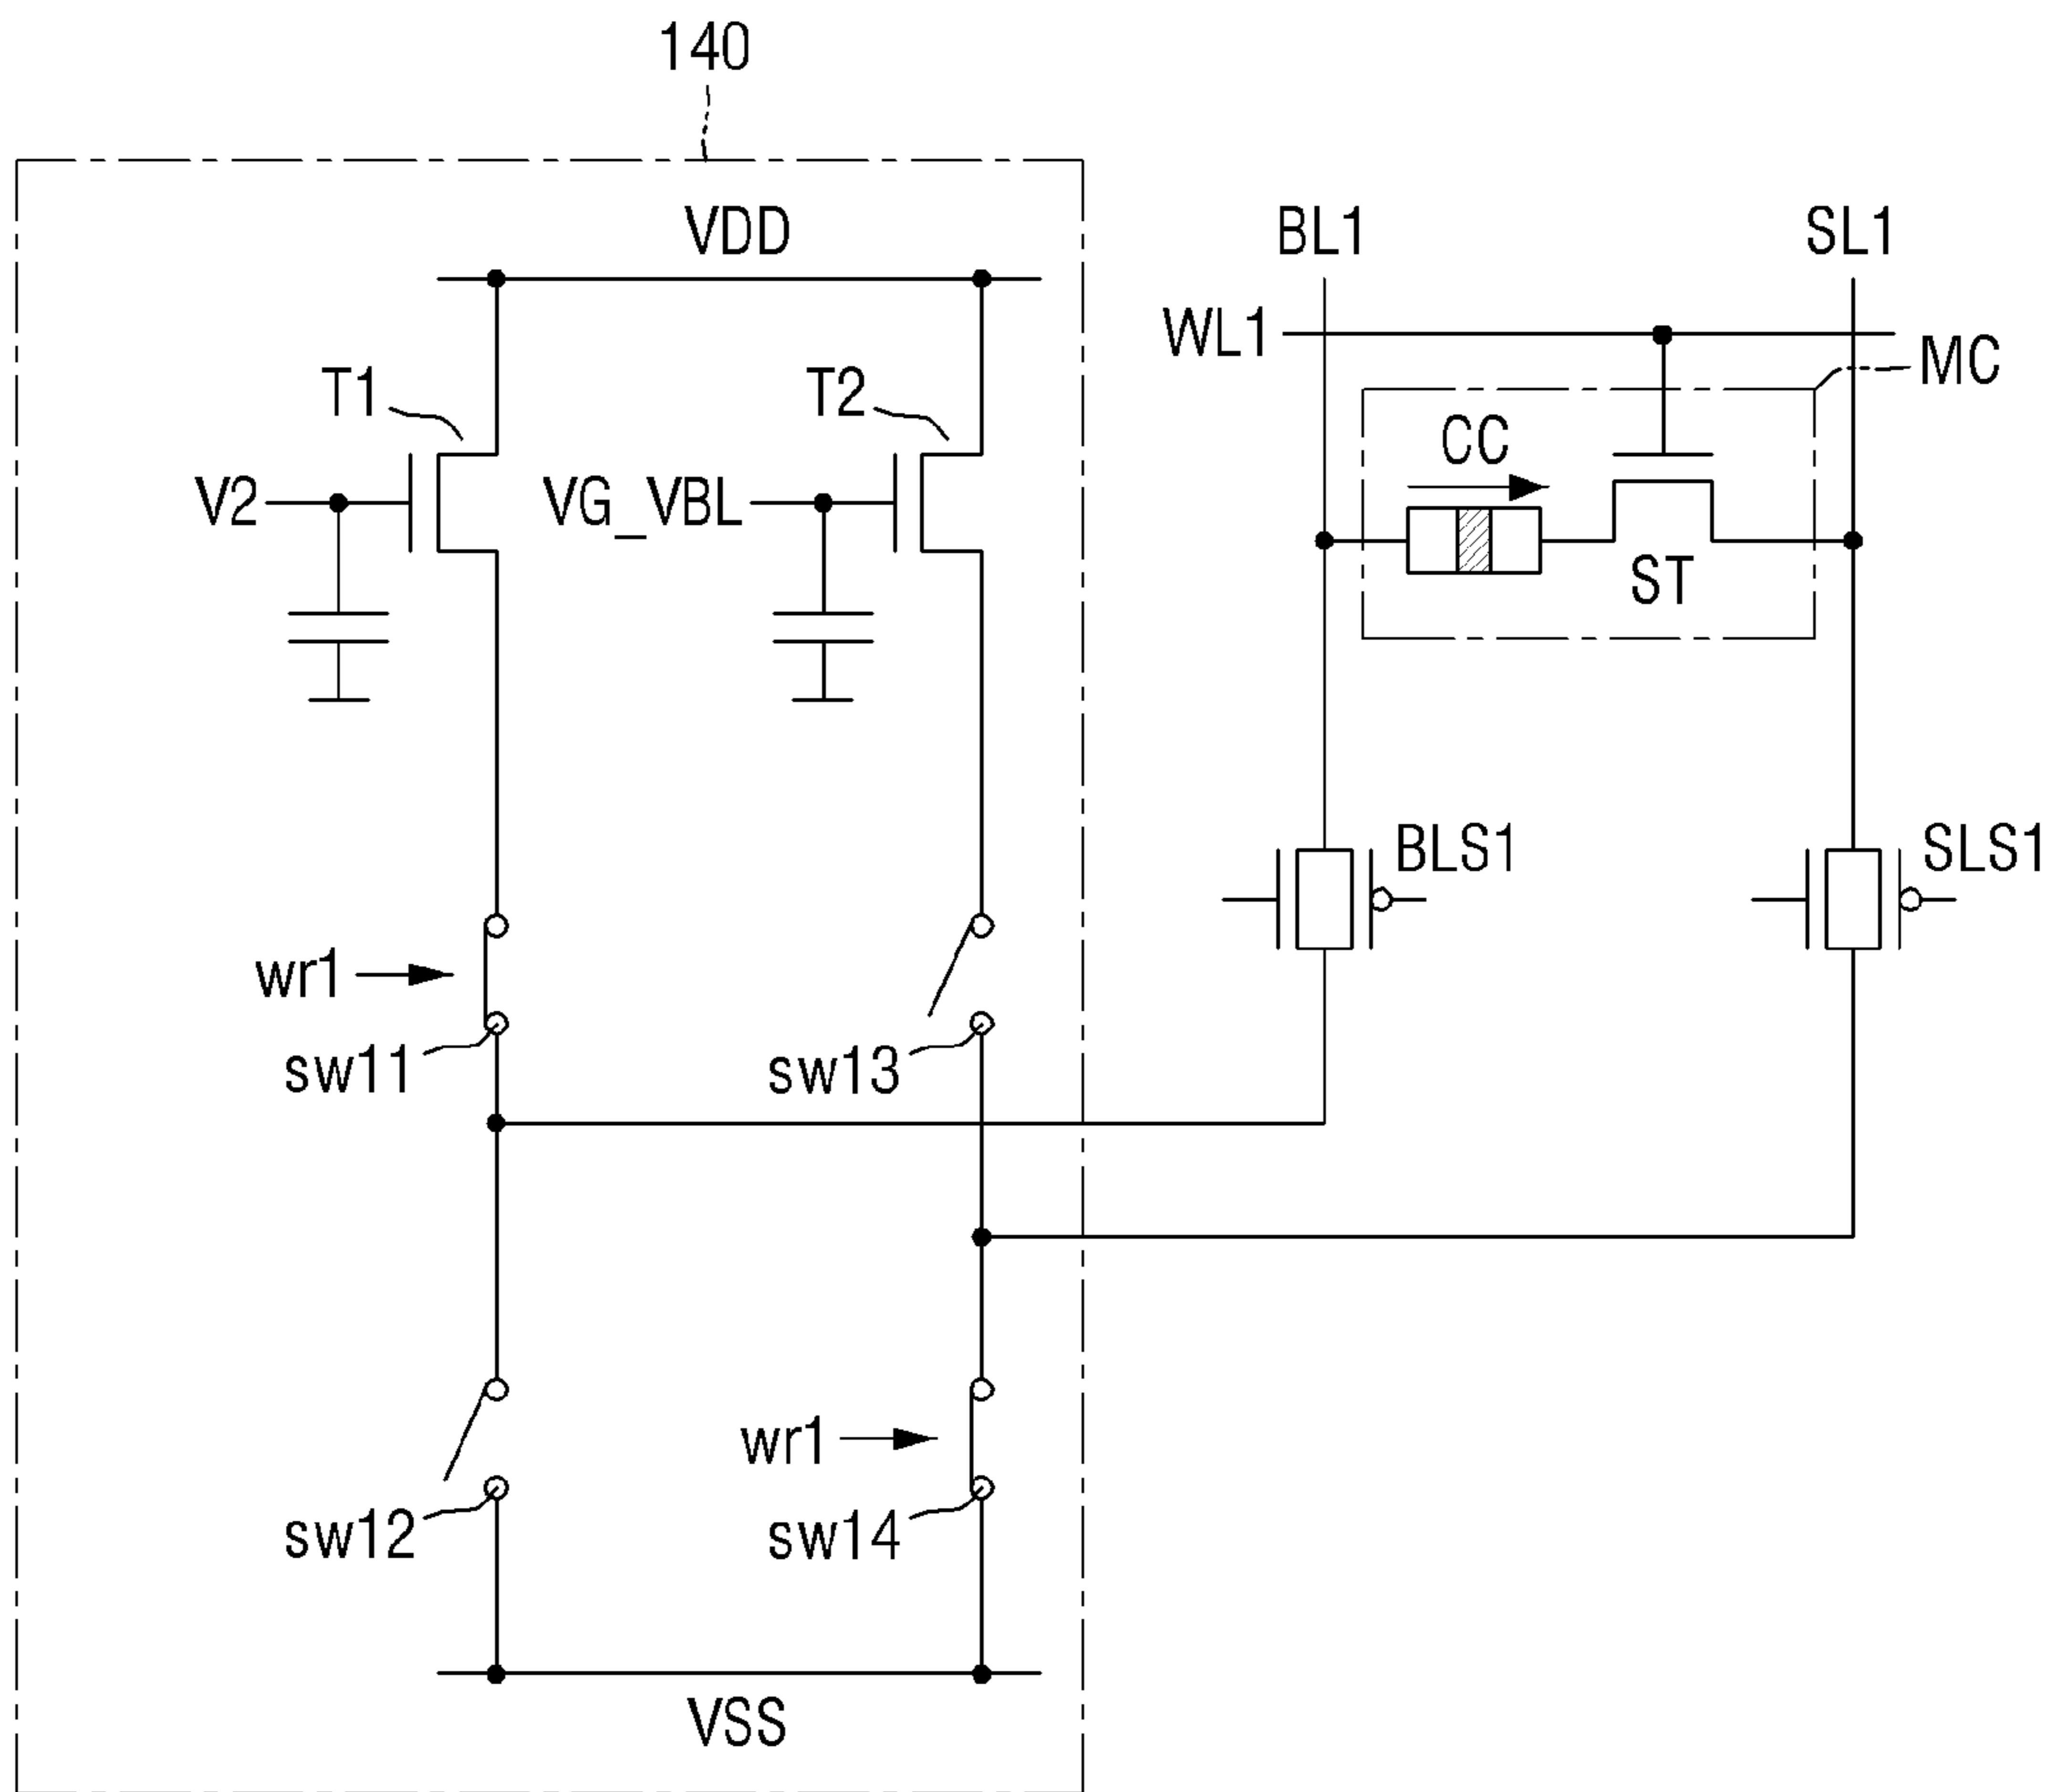 140
VDD
BL1
SL1
WL1
MC
T1
T2
CC
V2
VG_VBL
ST
BLS1
SLS1
wr1
sw11
sw13
wr1
sw12
sw14
VSS